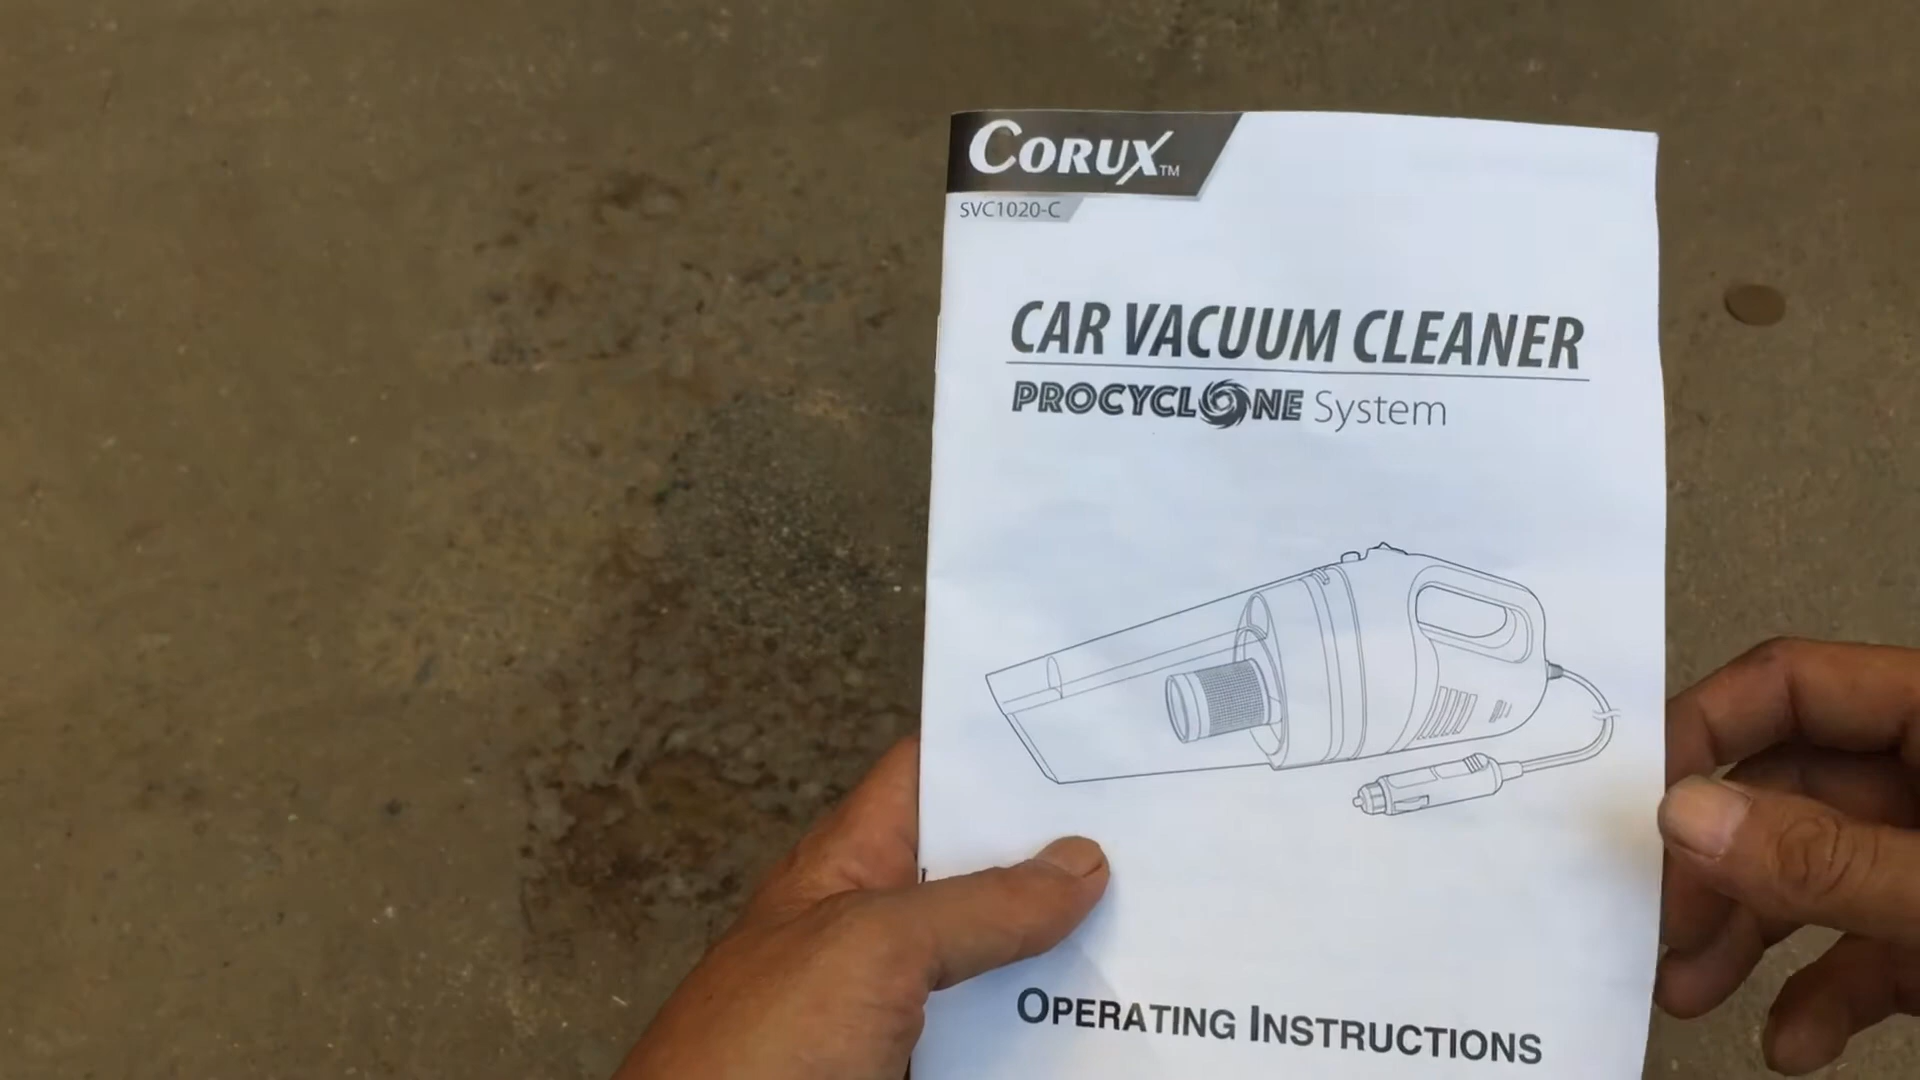 CORUX™
SVC1020-C
CAR VACUUM CLEANER
PROCYCLONE System
OPERATING INSTRUCTIONS